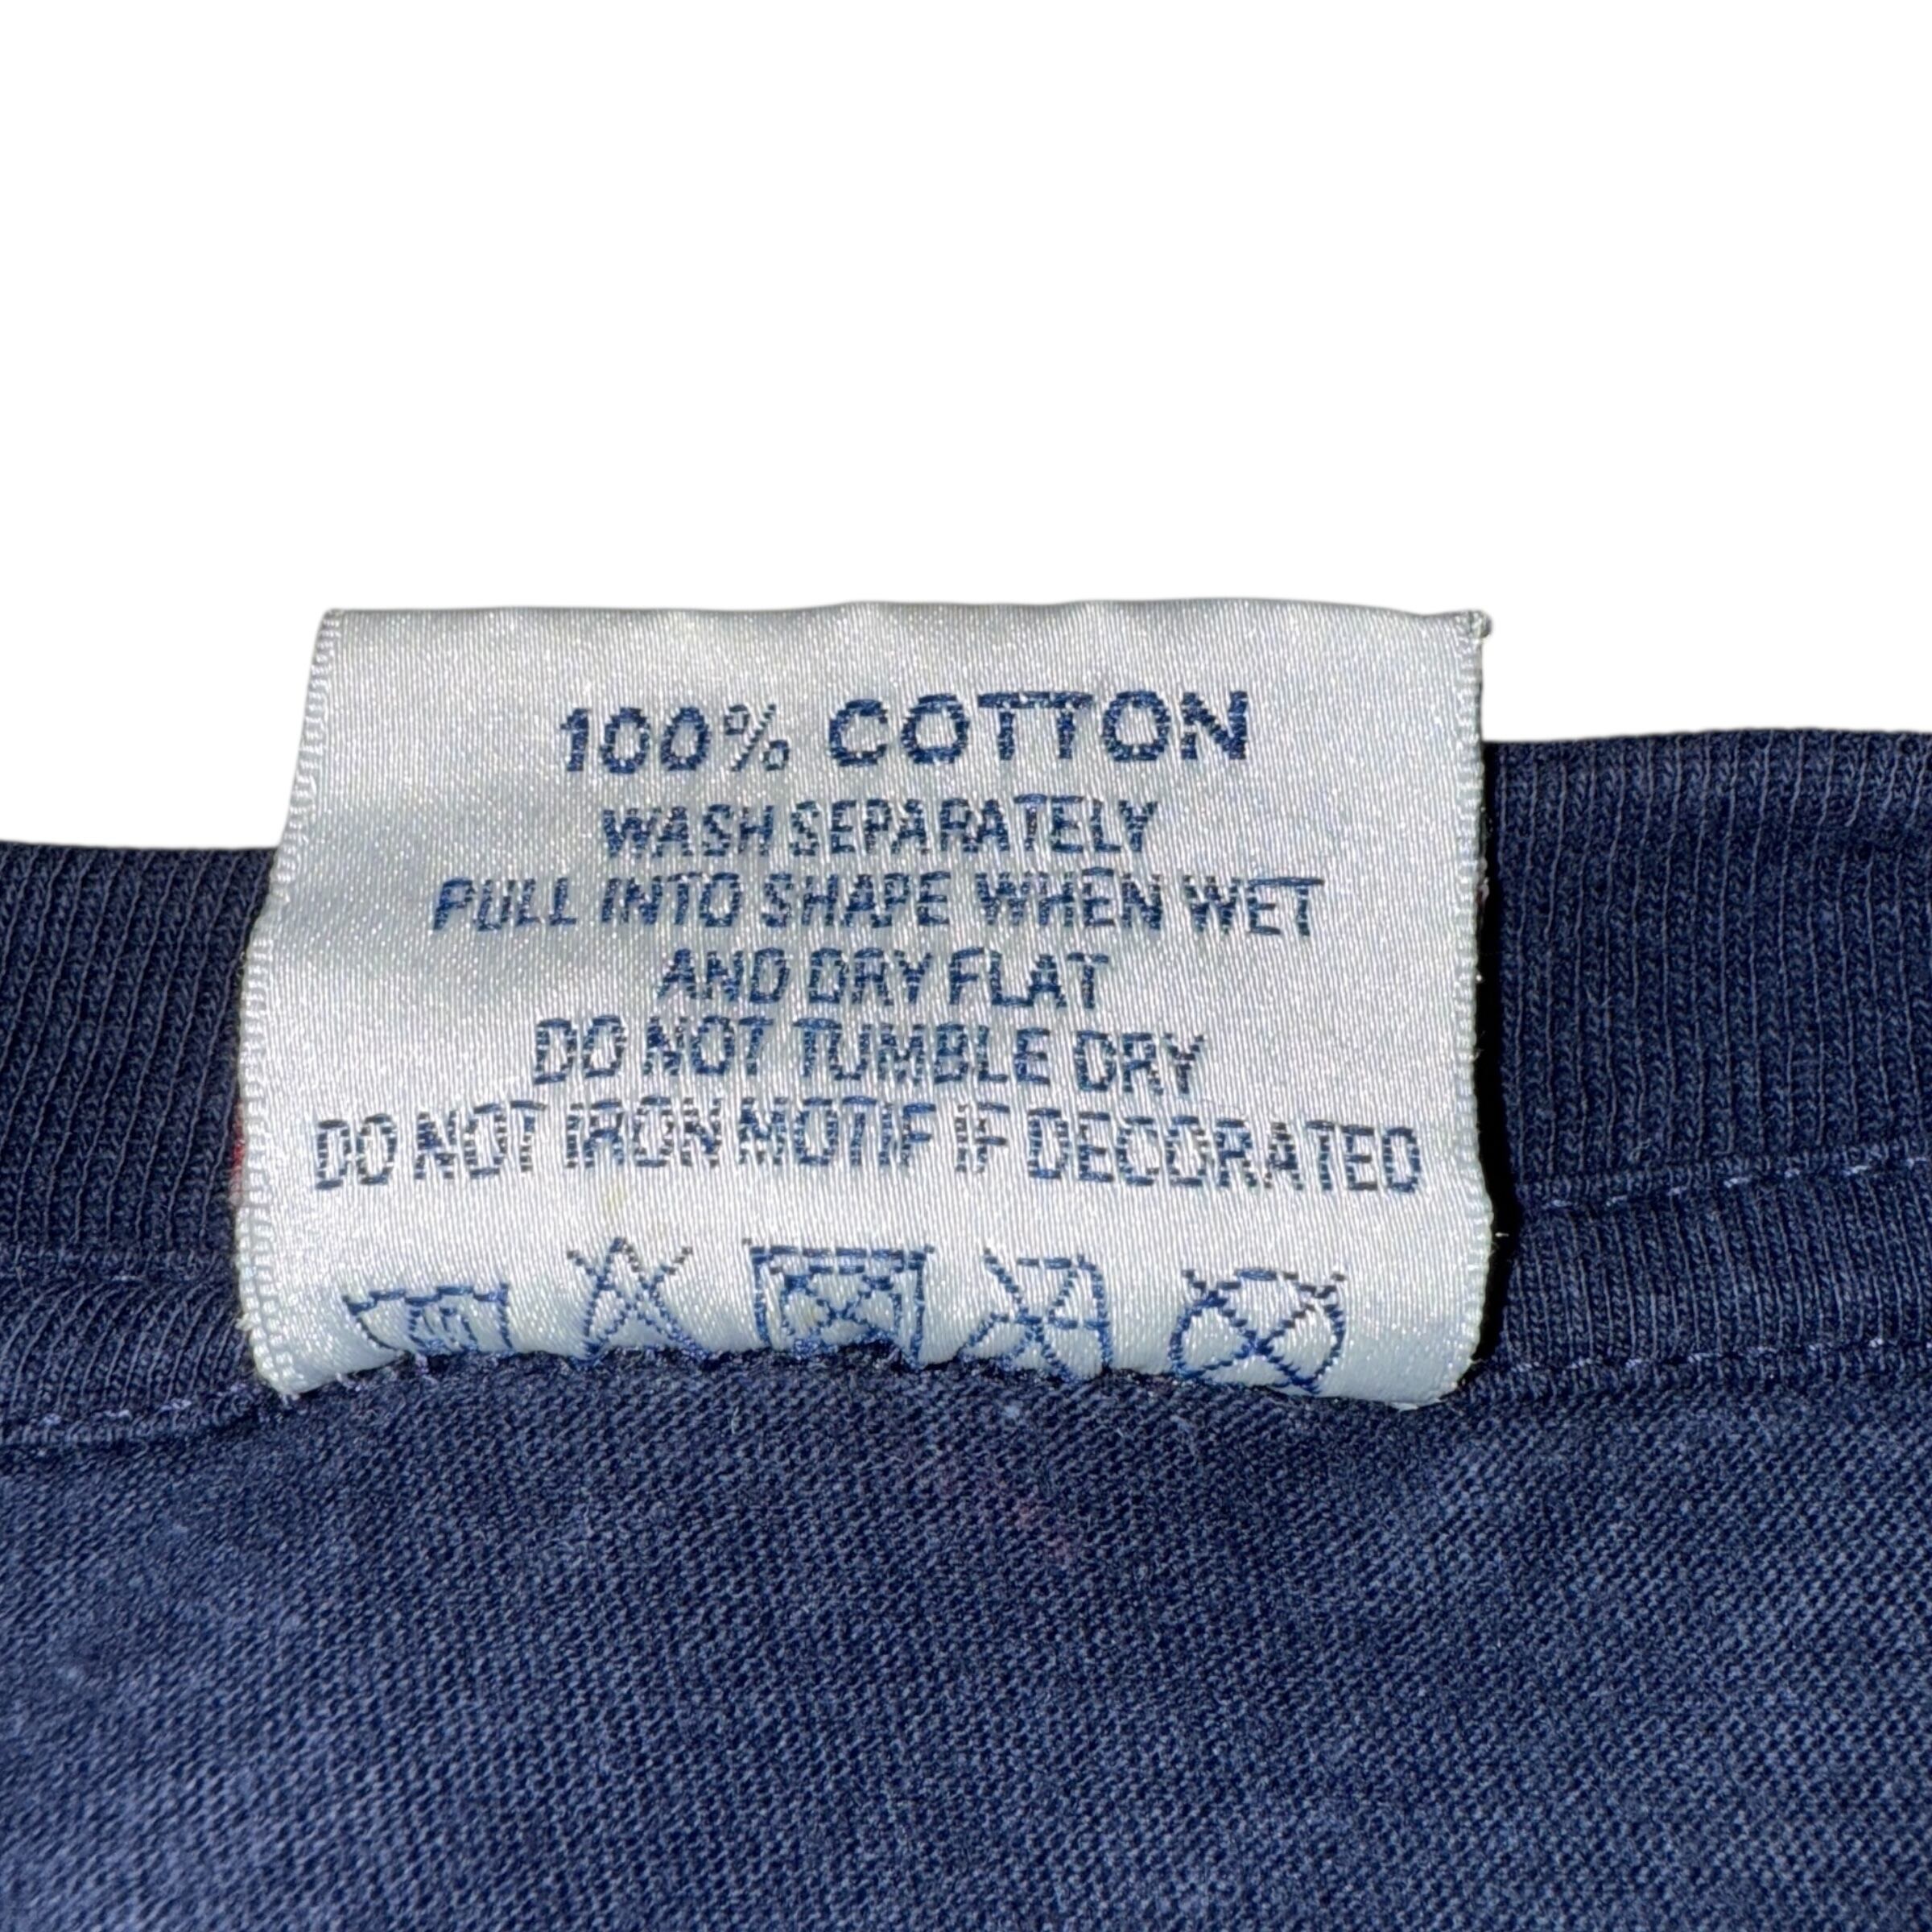 100% COTTON
WASH SEPARATELY
PULL INTO SHAPE WHEN WET
AND DRY FLAT
DO NOT TUMBLE DRY
DO NOT IRON MOTIF IF DECORATED